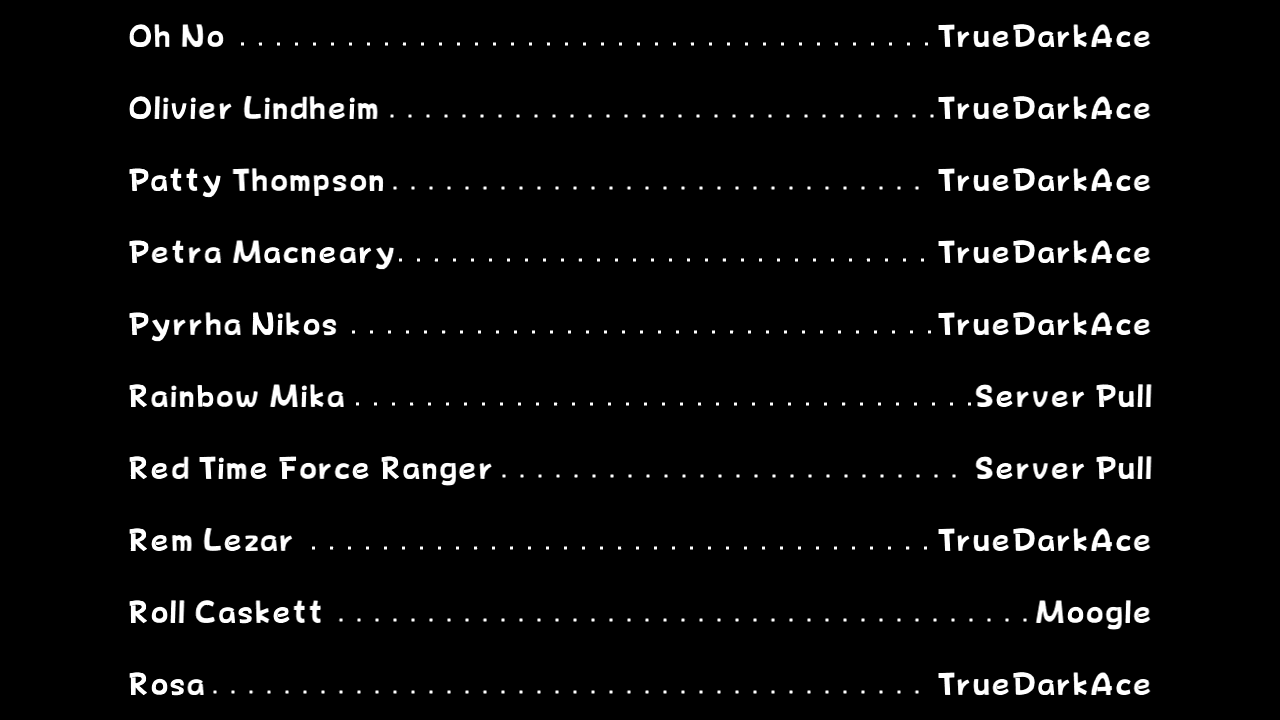 Oh No . . . . . . . . . . . . . . . . . . . . . . . . . . . . . . . . . . . . . . . TrueDarkAce
Olivier Lindheim . . . . . . . . . . . . . . . . . . . . . . . . . . . . . . . TrueDarkAce
Patty Thompson . . . . . . . . . . . . . . . . . . . . . . . . . . . . . . TrueDarkAce
Petra Macneary. . . . . . . . . . . . . . . . . . . . . . . . . . . . . . TrueDarkAce
Pyrrha Nikos . . . . . . . . . . . . . . . . . . . . . . . . . . . . . . . . . TrueDarkAce
Rainbow Mika . . . . . . . . . . . . . . . . . . . . . . . . . . . . . . . . . . . Server Pull
Red Time Force Ranger . . . . . . . . . . . . . . . . . . . . . . . . . . Server Pull
Rem Lezar . . . . . . . . . . . . . . . . . . . . . . . . . . . . . . . . . . . TrueDarkAce
Roll Caskett . . . . . . . . . . . . . . . . . . . . . . . . . . . . . . . . . . . . . . . Moogle
Rosa . . . . . . . . . . . . . . . . . . . . . . . . . . . . . . . . . . . . . . . . TrueDarkAce